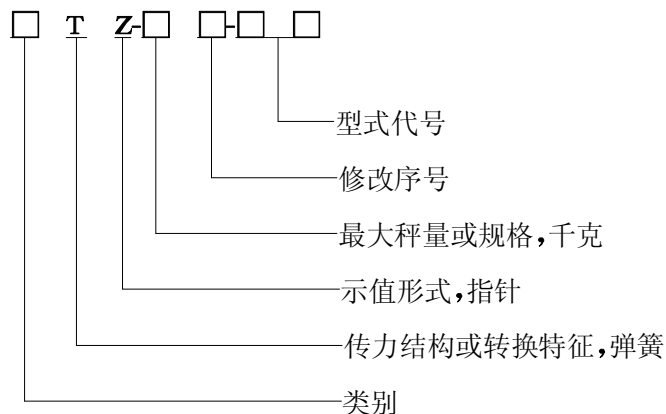 □ T Z-□ □-□ □
型式代号
修改序号
最大秤量或规格,千克
示值形式,指针
传力结构或转换特征,弹簧
类别